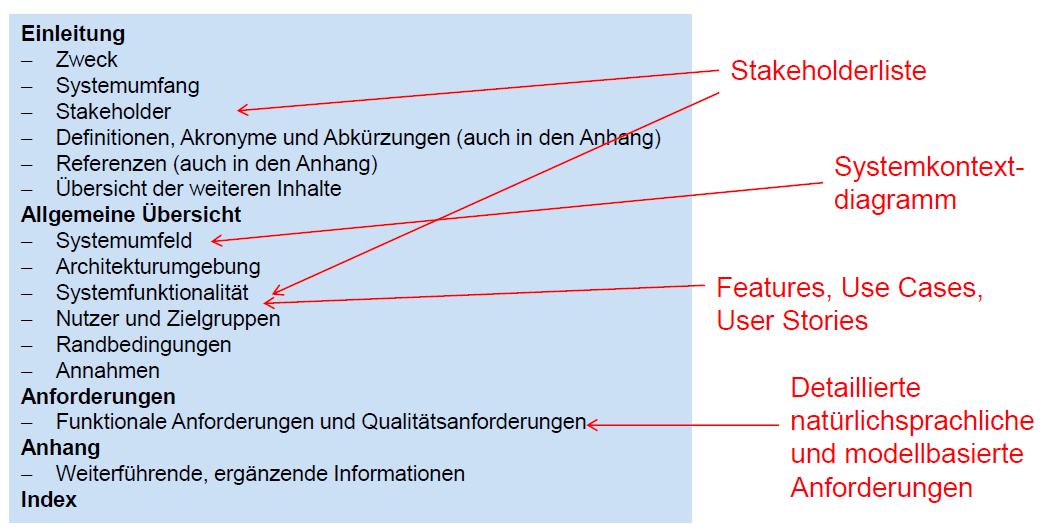 Einleitung
– Zweck
– Systemumfang
– Stakeholder
– Definitionen, Akronyme und Abkürzungen (auch in den Anhang)
– Referenzen (auch in den Anhang)
– Übersicht der weiteren Inhalte
Allgemeine Übersicht
– Systemumfeld
– Architekturumgebung
– Systemfunktionalität
– Nutzer und Zielgruppen
– Randbedingungen
– Annahmen
Anforderungen
– Funktionale Anforderungen und Qualitätsanforderungen
Anhang
– Weiterführende, ergänzende Informationen
Index
Stakeholderliste
Systemkontext-
diagramm
Features, Use Cases,
User Stories
Detaillierte
natürlichsprachliche
und modellbasierte
Anforderungen